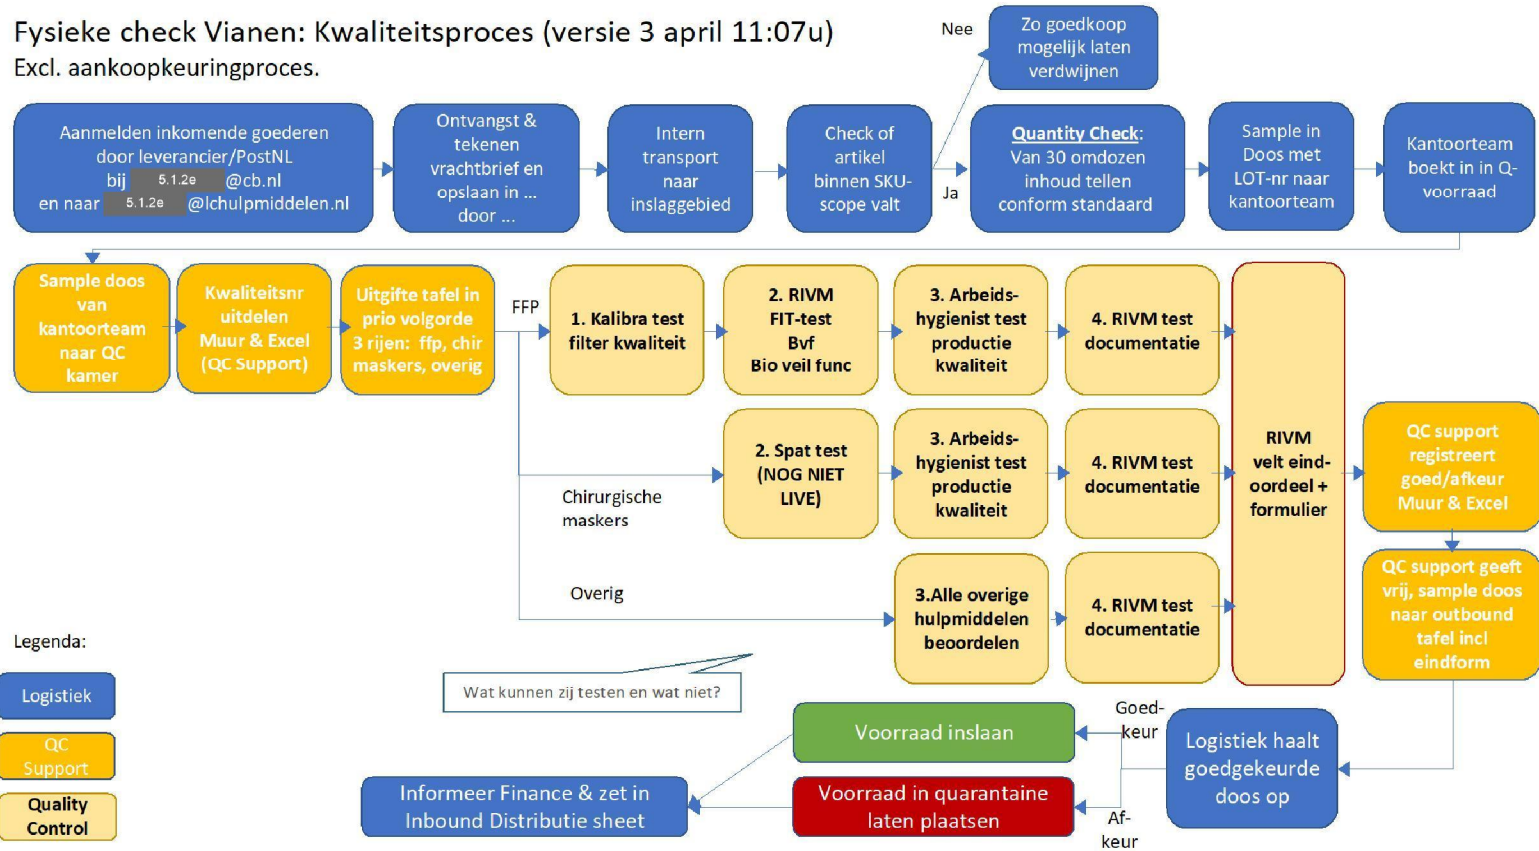 Fysieke check Vianen: Kwaliteitsproces (versie 3 april 11:07u)
Excl. aankoopkeuringproces.
Nee
Zo goedkoop
mogelijk laten
verdwijnen
Aanmelden inkomende goederen
door leverancier/PostNL
bij 5.1.2e @cb.nl
en naar 5.1.2e @lchulpmiddelen.nl
Ontvangst &
tekenen
vrachtbrief en
opslaan in ...
door ...
Intern
transport
naar
inslaggebied
Check of
artikel
binnen SKU-
scope valt
Ja
Quantity Check:
Van 30 omdozen
inhoud tellen
conform standaard
Sample in
Doos met
LOT-nr naar
kantoorteam
Kantoorteam
boekt in in Q-
voorraad
Sample doos
van
kantoorteam
naar QC
kamer
Kwaliteitsnr
uitdelen
Muur & Excel
(QC Support)
Uitgifte tafel in
prio volgorde
3 rijen: ffp, chir
maskers, overig
FFP
1. Kalibra test
filter kwaliteit
2. RIVM
FIT-test
Bvf
Bio veil func
3. Arbeids-
hygienist test
productie
kwaliteit
4. RIVM test
documentatie
Chirurgische
maskers
2. Spat test
(NOG NIET
LIVE)
3. Arbeids-
hygienist test
productie
kwaliteit
4. RIVM test
documentatie
Overig
3.Alle overige
hulpmiddelen
beoordelen
4. RIVM test
documentatie
RIVM
velt eind-
oordeel +
formulier
QC support
registreert
goed/afkeur
Muur & Excel
QC support geeft
vrij, sample doos
naar outbound
tafel incl
eindform
Wat kunnen zij testen en wat niet?
Legenda:
Logistiek
QC
Support
Quality
Control
Logistiek haalt
goedgekeurde
doos op
Goed-
keur
Voorraad inslaan
Af-
keur
Voorraad in quarantaine
laten plaatsen
Informeer Finance & zet in
Inbound Distributie sheet